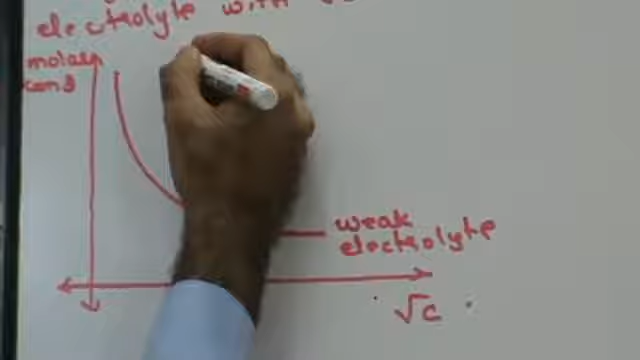 electrolyte with
molar
cond
weak
electrolyte
√c